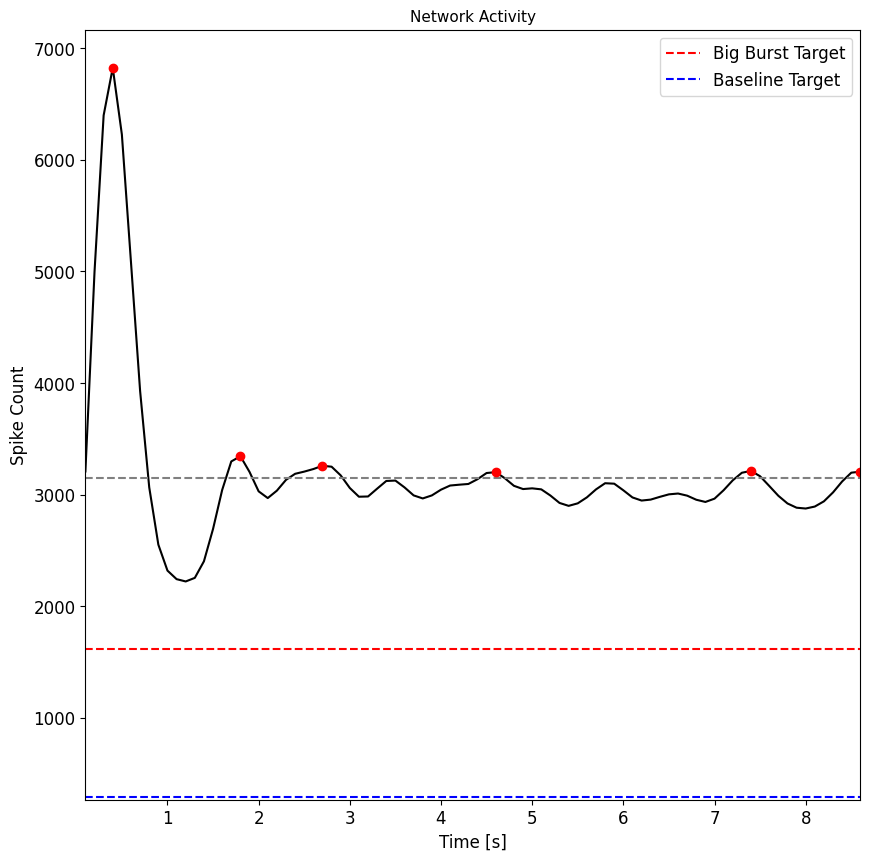 Network Activity
Big Burst Target
Baseline Target
7000
6000
5000
4000
3000
2000
1000
Spike Count
1 2 3 4 5 6 7 8
Time [s]